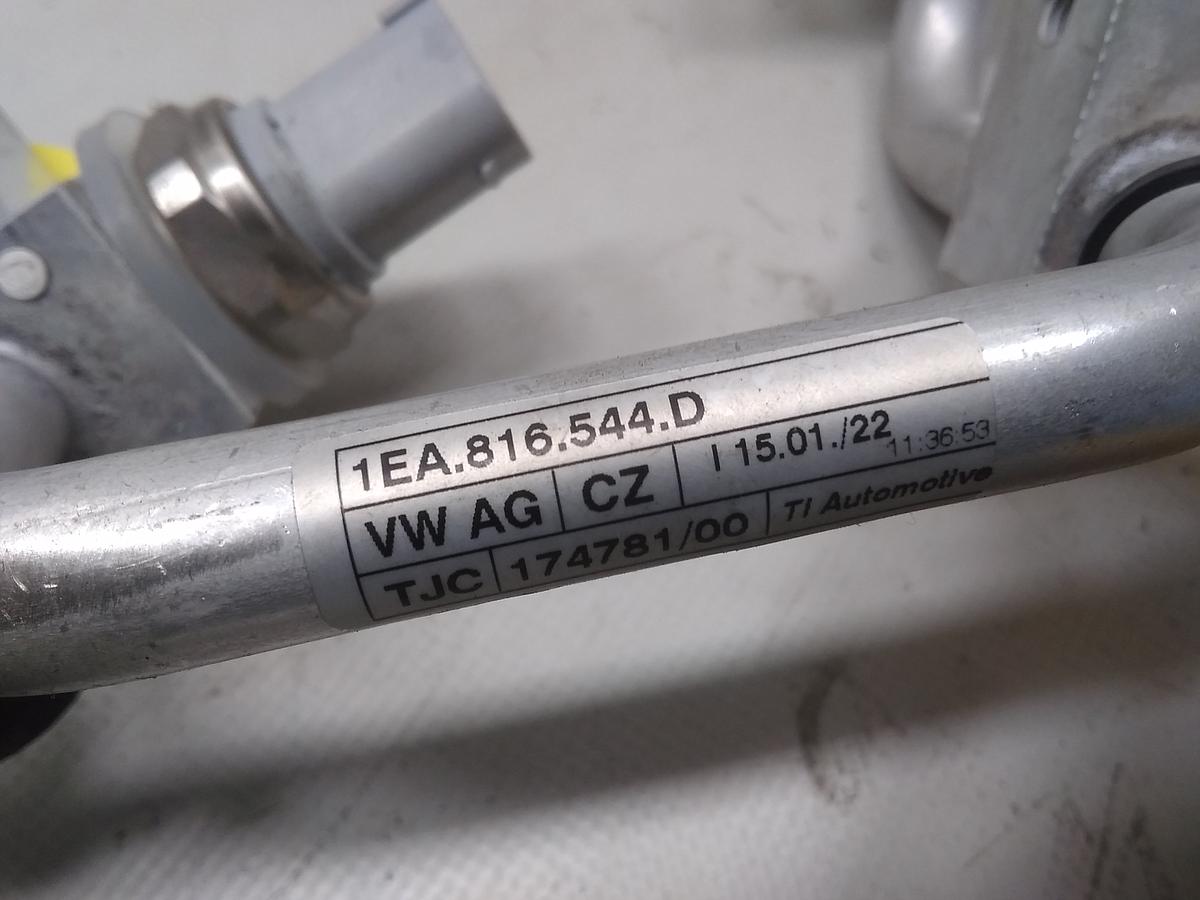 1EA.816.544.D
VW AG CZ I 15.01./22 11:36:53
TJC 174781/00 TI Automotive